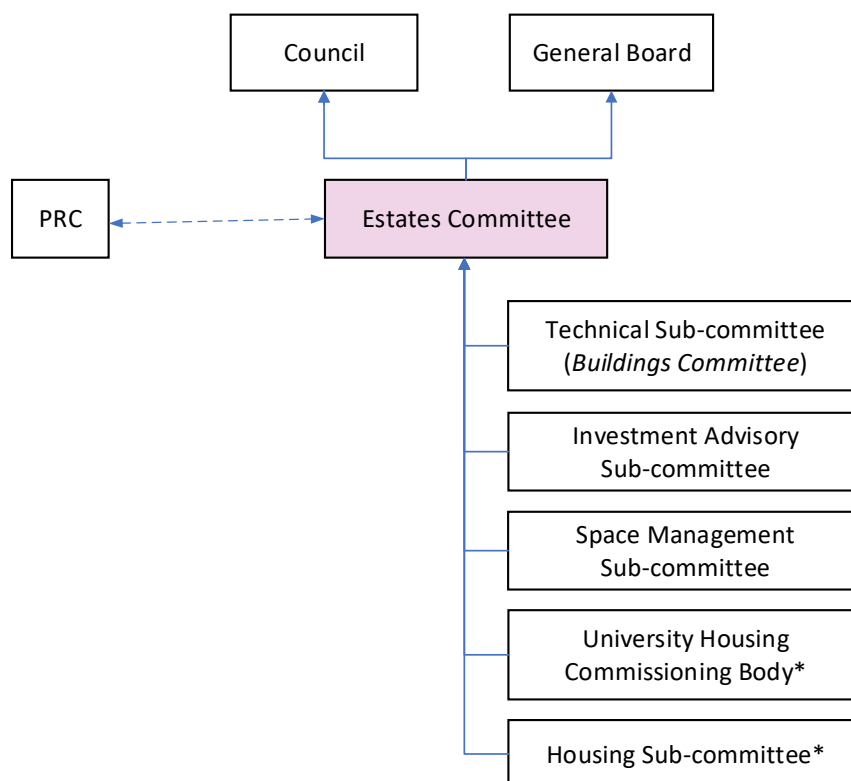 Council
General Board
PRC
Estates Committee
Technical Sub-committee
(Buildings Committee)
Investment Advisory
Sub-committee
Space Management
Sub-committee
University Housing
Commissioning Body*
Housing Sub-committee*